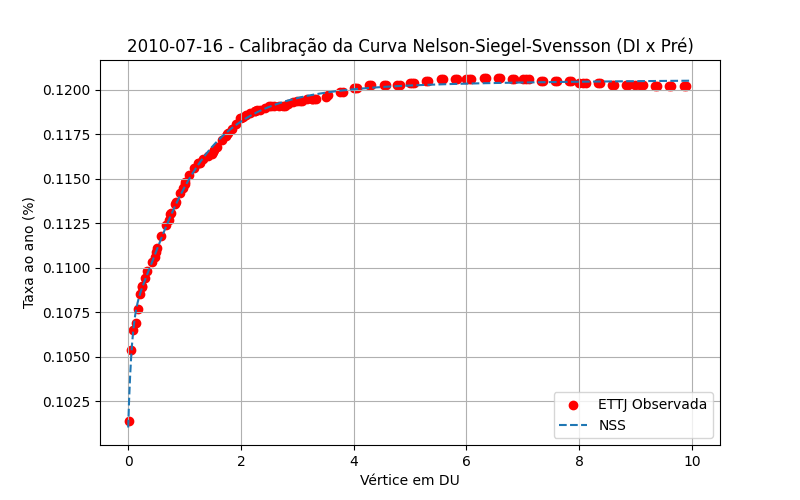 2010-07-16 - Calibração da Curva Nelson-Siegel-Svensson (DI x Pré)
Taxa ao ano (%)
0.1200
0.1175
0.1150
0.1125
0.1100
0.1075
0.1050
0.1025
ETTJ Observada
NSS
0 2 4 6 8 10
Vértice em DU